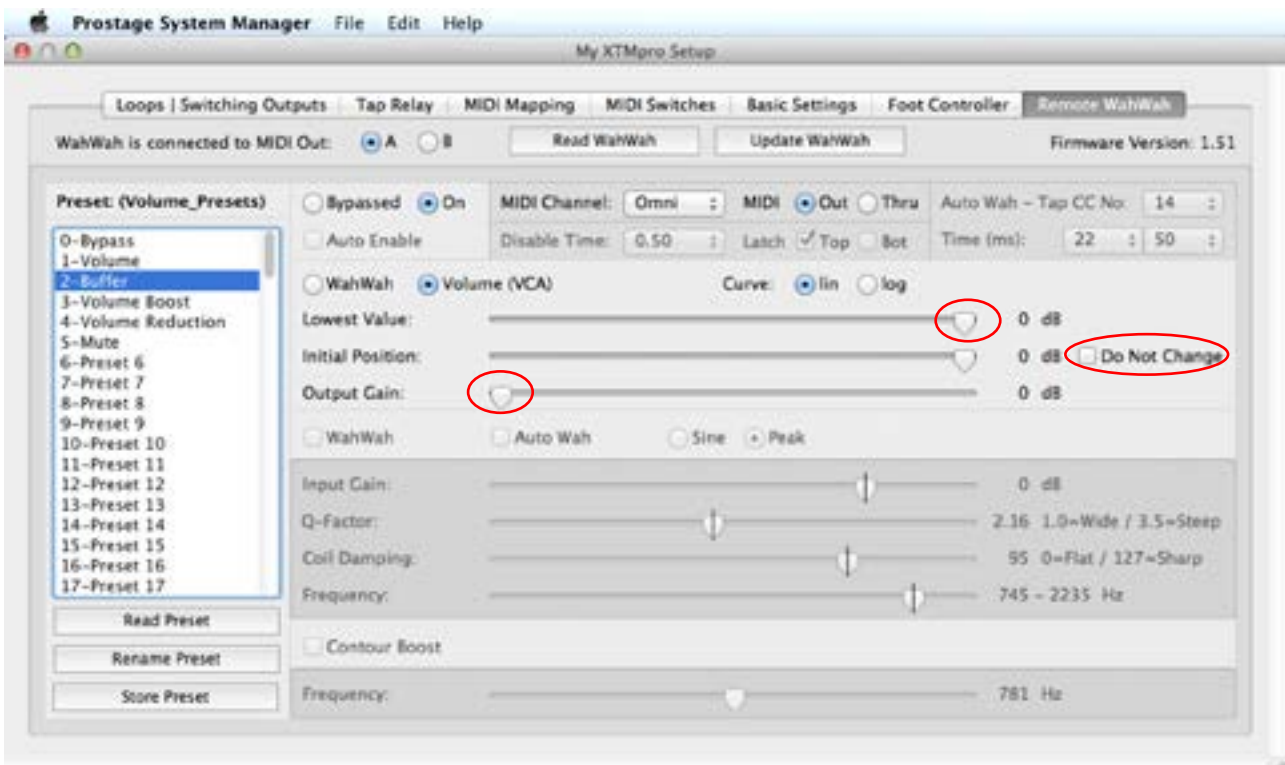 Prostage System Manager File Edit Help
My XTMpro Setup
Loops | Switching Outputs Tap Relay MIDI Mapping MIDI Switches Basic Settings Foot Controller Remote WahWah
WahWah is connected to MIDI Out: A B Read WahWah Update WahWah Firmware Version: 1.51
Preset: (Volume_Presets)
0-Bypass
1-Volume
2-Buffer
3-Volume Boost
4-Volume Reduction
5-Mute
6-Preset 6
7-Preset 7
8-Preset 8
9-Preset 9
10-Preset 10
11-Preset 11
12-Preset 12
13-Preset 13
14-Preset 14
15-Preset 15
16-Preset 16
17-Preset 17
Read Preset
Rename Preset
Store Preset
Bypassed On MIDI Channel: Omni MIDI Out Thru Auto Wah - Tap CC No: 14
Auto Enable Disable Time: 0.50 Latch Top Bot Time (ms): 22 50
WahWah Volume (VCA) Curve: lin log
Lowest Value: 0 dB
Initial Position: 0 dB Do Not Change
Output Gain: 0 dB
WahWah Auto Wah Sine Peak
Input Gain: 0 dB
Q-Factor: 2.16 1.0=Wide / 3.5=Steep
Coil Damping: 95 0=Flat / 127=Sharp
Frequency: 745 - 2235 Hz
Contour Boost
Frequency: 781 Hz